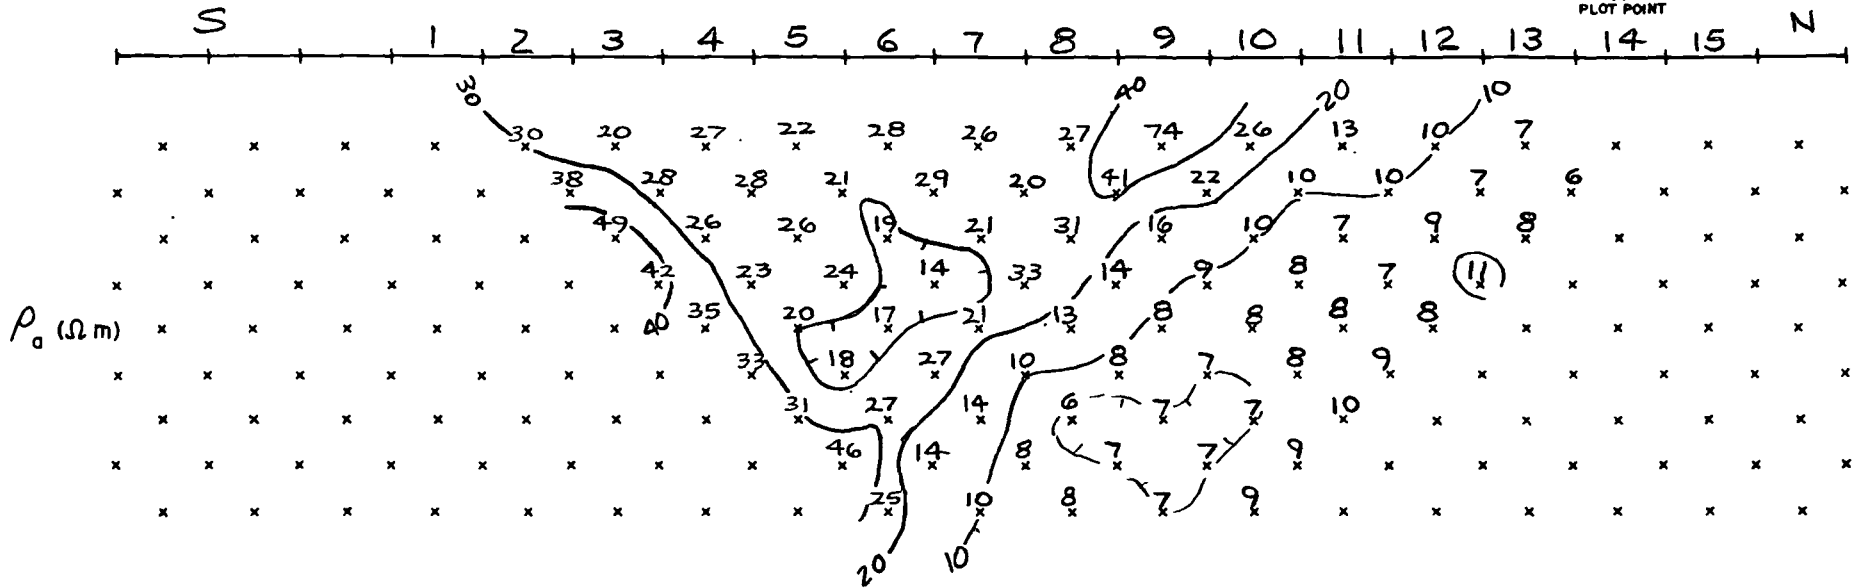 PLOT POINT
S 1 2 3 4 5 6 7 8 9 10 11 12 13 14 15 N
30 40 20 10
30 20 27 22 28 26 27 74 26 13 10 7
38 28 28 21 29 20 41 22 10 10 7 6
49 26 26 19 21 31 16 10 7 9 8
42 23 24 14 33 14 9 8 7 11
ρa (Ωm) 40 35 20 17 21 13 8 8 8 8
33 18 27 10 8 7 8 9
31 27 14 6 7 7 10
46 14 8 7 7 9
25 10 8 7 9
20 10